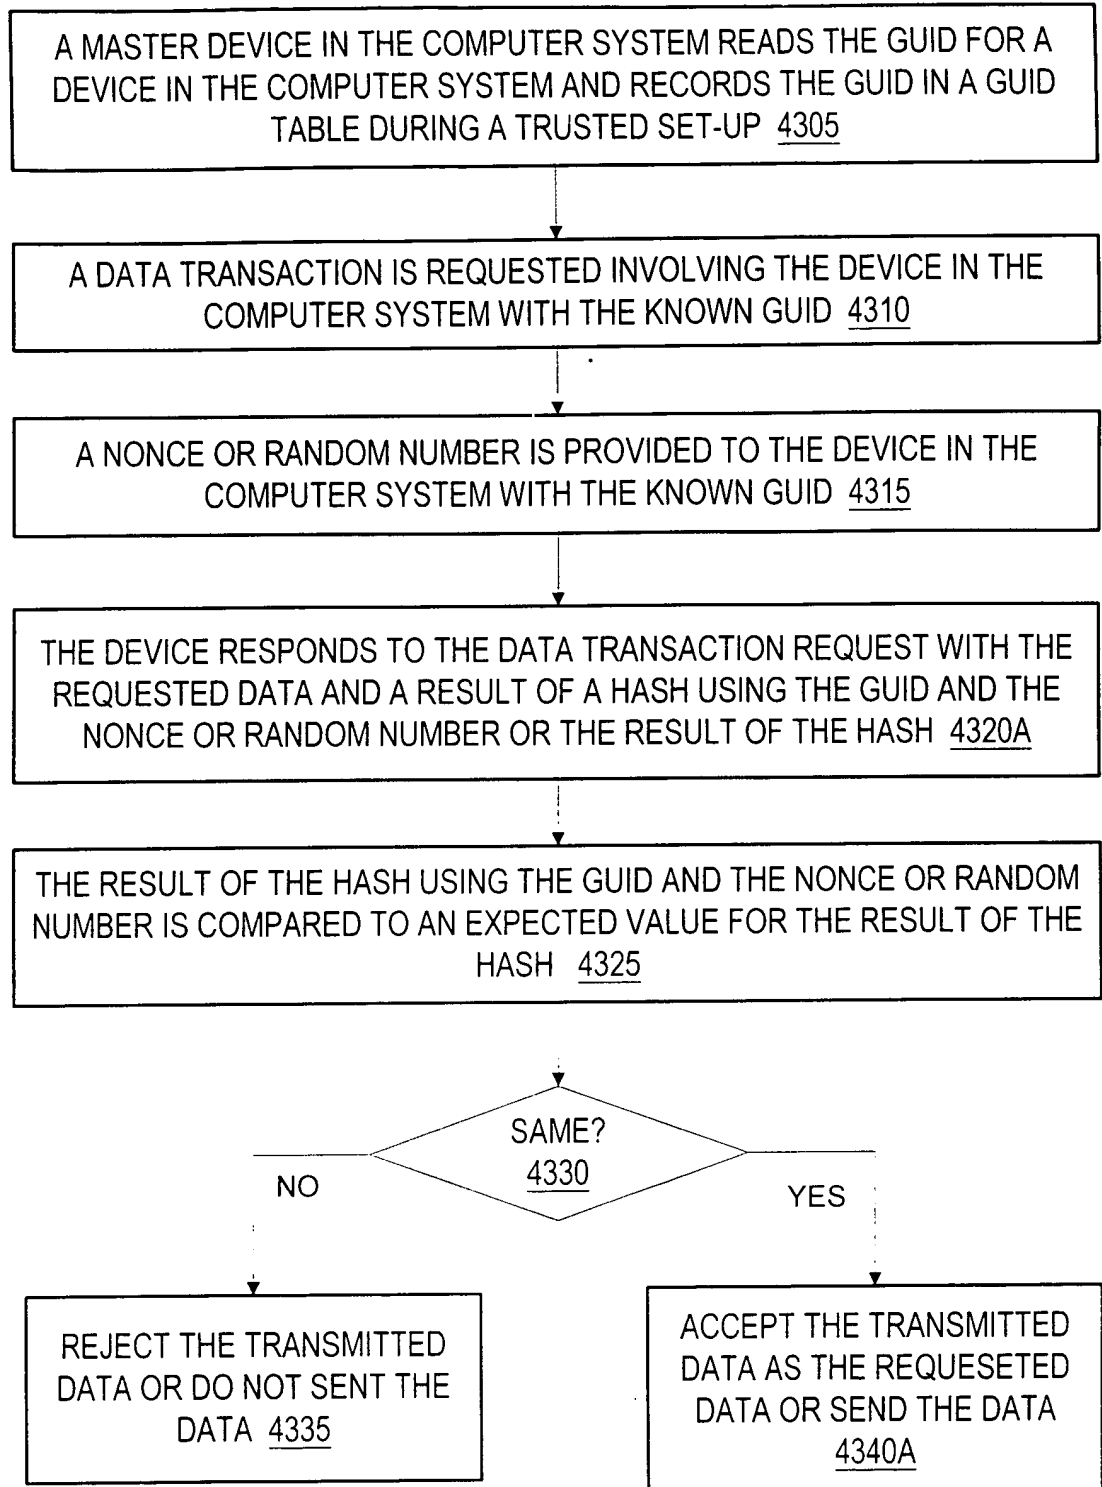 A MASTER DEVICE IN THE COMPUTER SYSTEM READS THE GUID FOR A
DEVICE IN THE COMPUTER SYSTEM AND RECORDS THE GUID IN A GUID
TABLE DURING A TRUSTED SET-UP 4305
A DATA TRANSACTION IS REQUESTED INVOLVING THE DEVICE IN THE
COMPUTER SYSTEM WITH THE KNOWN GUID 4310
A NONCE OR RANDOM NUMBER IS PROVIDED TO THE DEVICE IN THE
COMPUTER SYSTEM WITH THE KNOWN GUID 4315
THE DEVICE RESPONDS TO THE DATA TRANSACTION REQUEST WITH THE
REQUESTED DATA AND A RESULT OF A HASH USING THE GUID AND THE
NONCE OR RANDOM NUMBER OR THE RESULT OF THE HASH 4320A
THE RESULT OF THE HASH USING THE GUID AND THE NONCE OR RANDOM
NUMBER IS COMPARED TO AN EXPECTED VALUE FOR THE RESULT OF THE
HASH 4325
SAME?
4330
NO
YES
REJECT THE TRANSMITTED
DATA OR DO NOT SENT THE
DATA 4335
ACCEPT THE TRANSMITTED
DATA AS THE REQUESETED
DATA OR SEND THE DATA
4340A